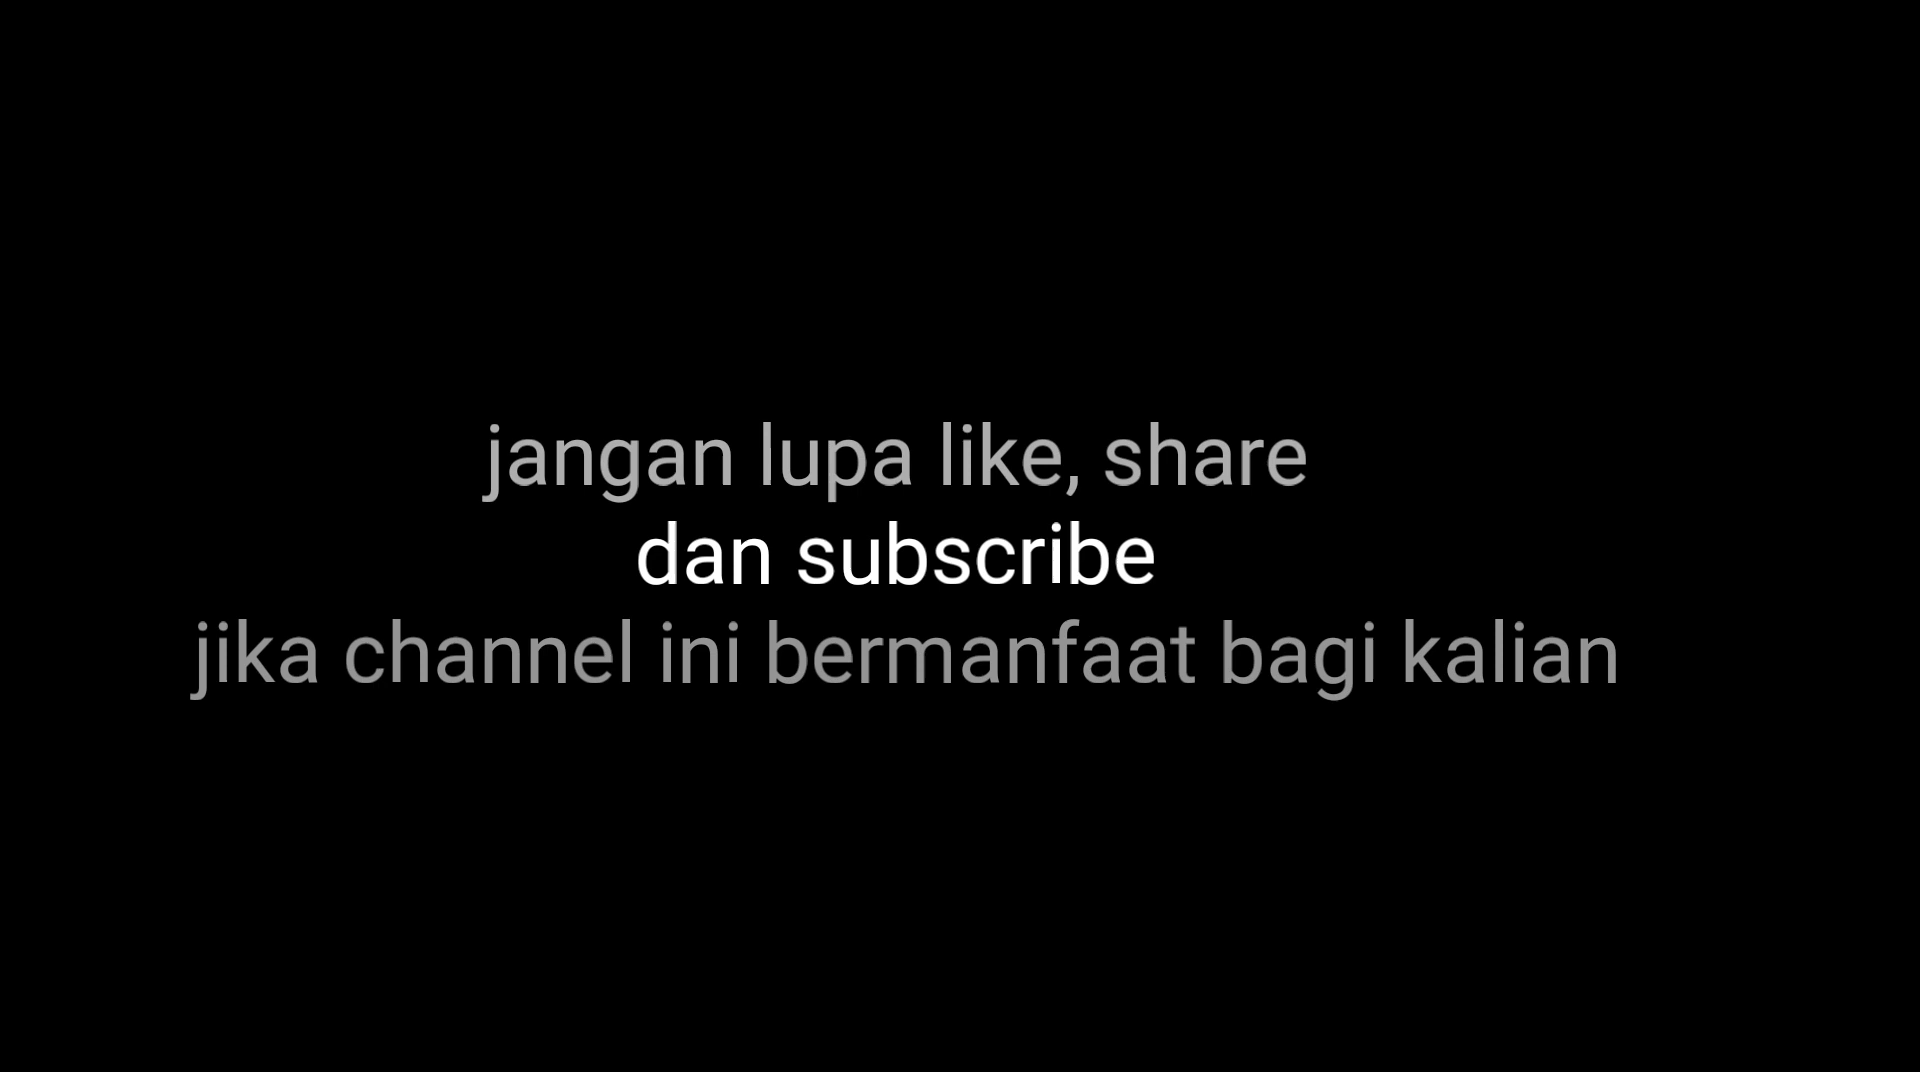 jangan lupa like, share
dan subscribe
jika channel ini bermanfaat bagi kalian